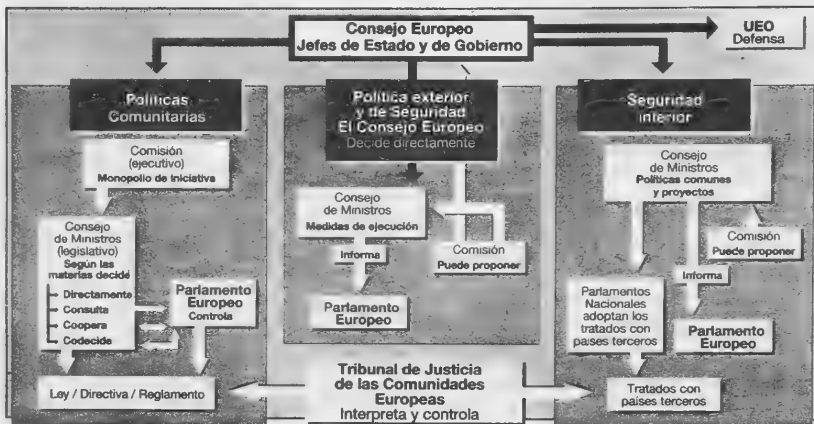 Consejo Europeo
Jefes de Estado y de Gobierno
UEO
Defensa
Políticas
Comunitarias
Comisión
(ejecutivo)
Monopolio de Iniciativa
Consejo
de Ministros
(legislativo)
Según las
materias decide
Directamente
Consulta
Coopera
Codecide
Parlamento
Europeo
Controla
Ley / Directiva / Reglamento
Política exterior
y de Seguridad
El Consejo Europeo
Decide directamente
Consejo
de Ministros
Medidas de ejecución
Informa
Comisión
Puede proponer
Parlamento
Europeo
Tribunal de Justicia
de las Comunidades
Europeas
Interpreta y controla
Seguridad
interior
Consejo
de Ministros
Políticas comunes
y proyectos
Comisión
Puede proponer
Informa
Parlamentos
Nacionales
adoptan los
tratados con
países terceros
Parlamento
Europeo
Tratados con
países terceros